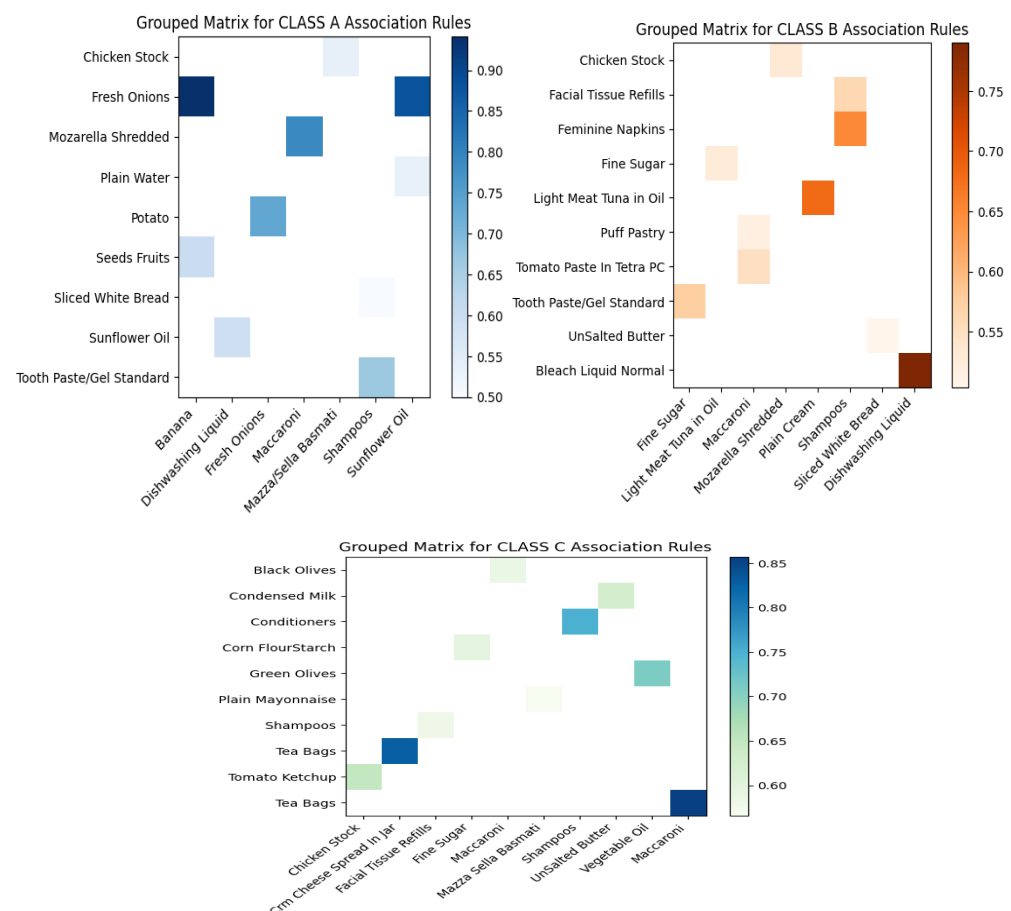 Grouped Matrix for CLASS A Association Rules
Chicken Stock
Fresh Onions
Mozarella Shredded
Plain Water
Potato
Seeds Fruits
Sliced White Bread
Sunflower Oil
Tooth Paste/Gel Standard
Banana
Dishwashing Liquid
Fresh Onions
Maccaroni
Mazza/Sella Basmati
Shampoos
Sunflower Oil
0.90
0.85
0.80
0.75
0.70
0.65
0.60
0.55
0.50
Grouped Matrix for CLASS B Association Rules
Chicken Stock
Facial Tissue Refills
Feminine Napkins
Fine Sugar
Light Meat Tuna in Oil
Puff Pastry
Tomato Paste In Tetra PC
Tooth Paste/Gel Standard
UnSalted Butter
Bleach Liquid Normal
Fine Sugar
Light Meat Tuna in Oil
Maccaroni
Mozarella Shredded
Plain Cream
Shampoos
Sliced White Bread
Dishwashing Liquid
0.75
0.70
0.65
0.60
0.55
Grouped Matrix for CLASS C Association Rules
Black Olives
Condensed Milk
Conditioners
Corn FlourStarch
Green Olives
Plain Mayonnaise
Shampoos
Tea Bags
Tomato Ketchup
Tea Bags
Chicken Stock
Crm Cheese Spread In Jar
Facial Tissue Refills
Fine Sugar
Maccaroni
Mazza Sella Basmati
Shampoos
UnSalted Butter
Vegetable Oil
Maccaroni
0.85
0.80
0.75
0.70
0.65
0.60